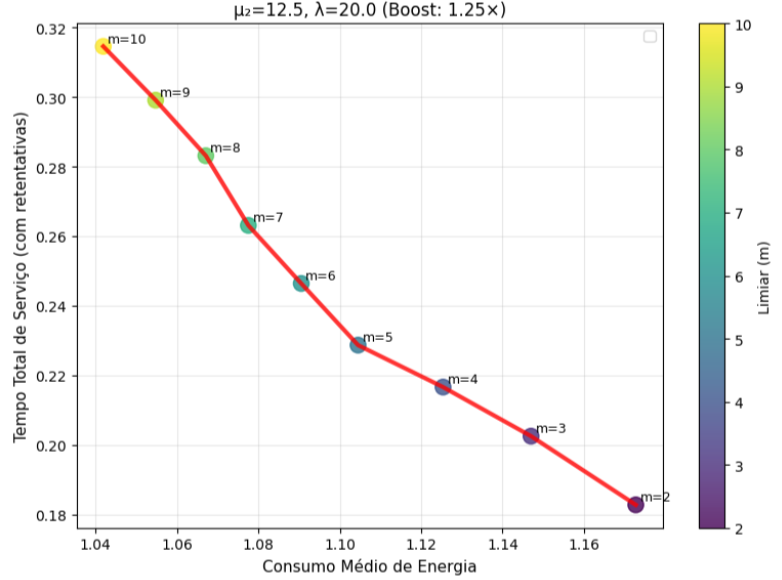 μ₂=12.5, λ=20.0 (Boost: 1.25×)
Tempo Total de Serviço (com retentativas)
0.32
0.30
0.28
0.26
0.24
0.22
0.20
0.18
m=10
m=9
m=8
m=7
m=6
m=5
m=4
m=3
m=2
1.04 1.06 1.08 1.10 1.12 1.14 1.16
Consumo Médio de Energia
10
9
8
7
6
5
4
3
2
Limiar (m)